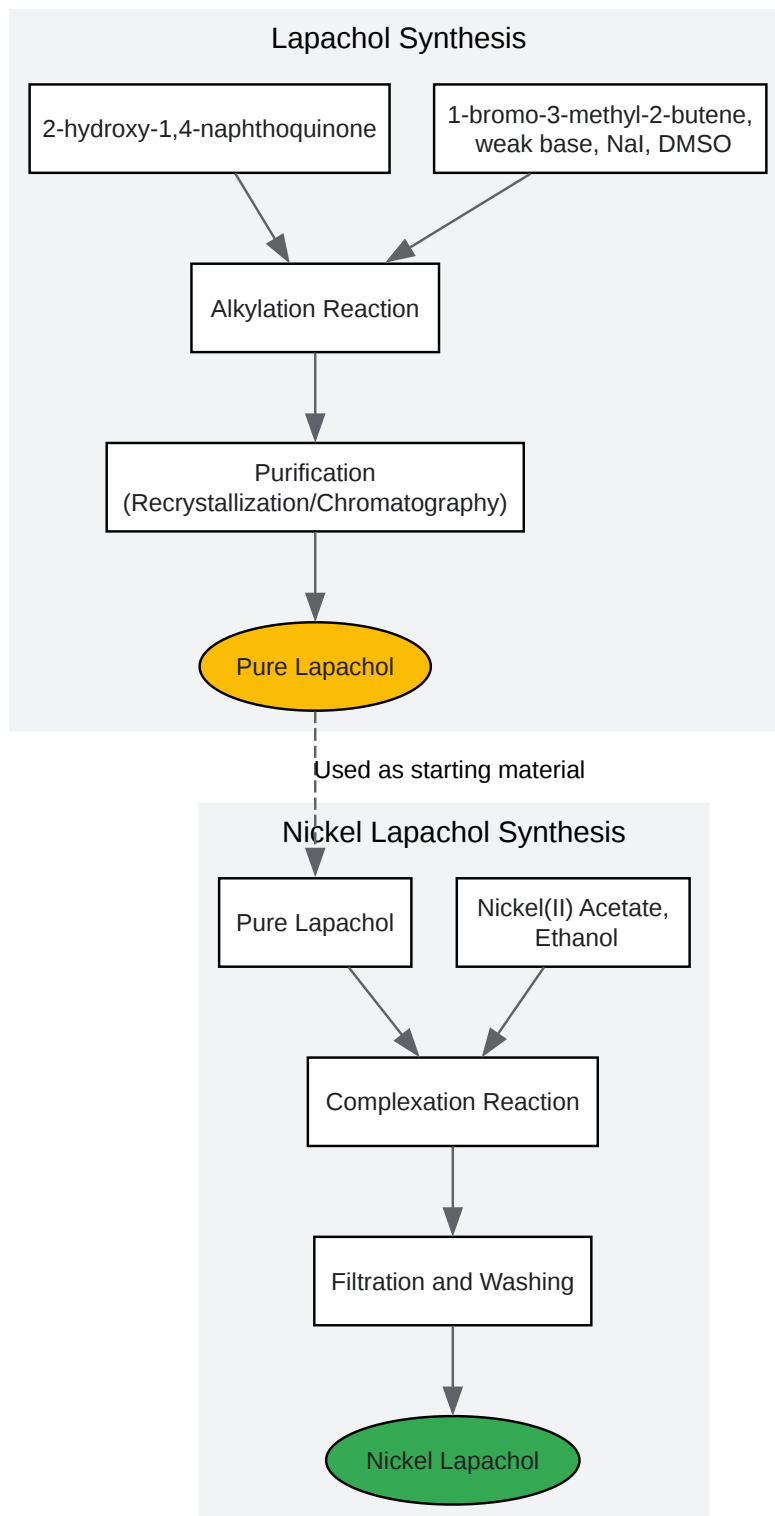 Lapachol Synthesis
2-hydroxy-1,4-naphthoquinone
1-bromo-3-methyl-2-butene,
weak base, NaI, DMSO
Alkylation Reaction
Purification
(Recrystallization/Chromatography)
Pure Lapachol
Used as starting material
Nickel Lapachol Synthesis
Pure Lapachol
Nickel(II) Acetate,
Ethanol
Complexation Reaction
Filtration and Washing
Nickel Lapachol